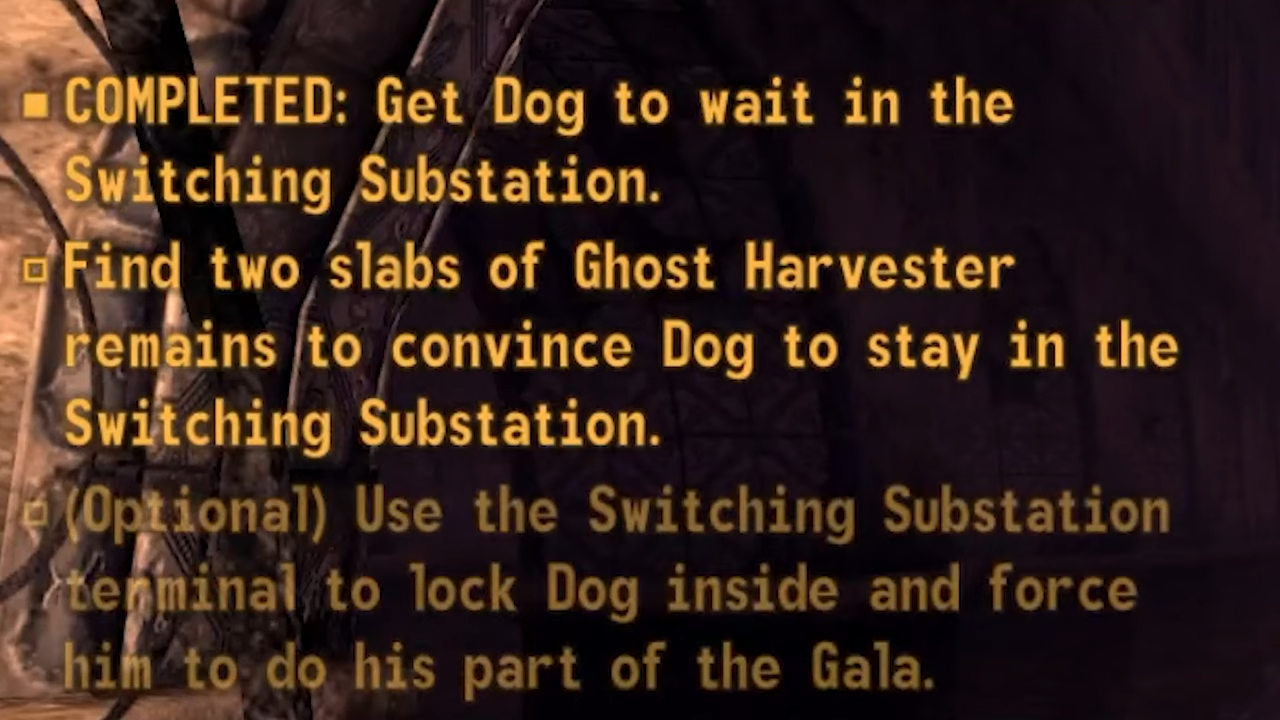 COMPLETED: Get Dog to wait in the
Switching Substation.
Find two slabs of Ghost Harvester
remains to convince Dog to stay in the
Switching Substation.
(Optional) Use the Switching Substation
terminal to lock Dog inside and force
him to do his part of the Gala.